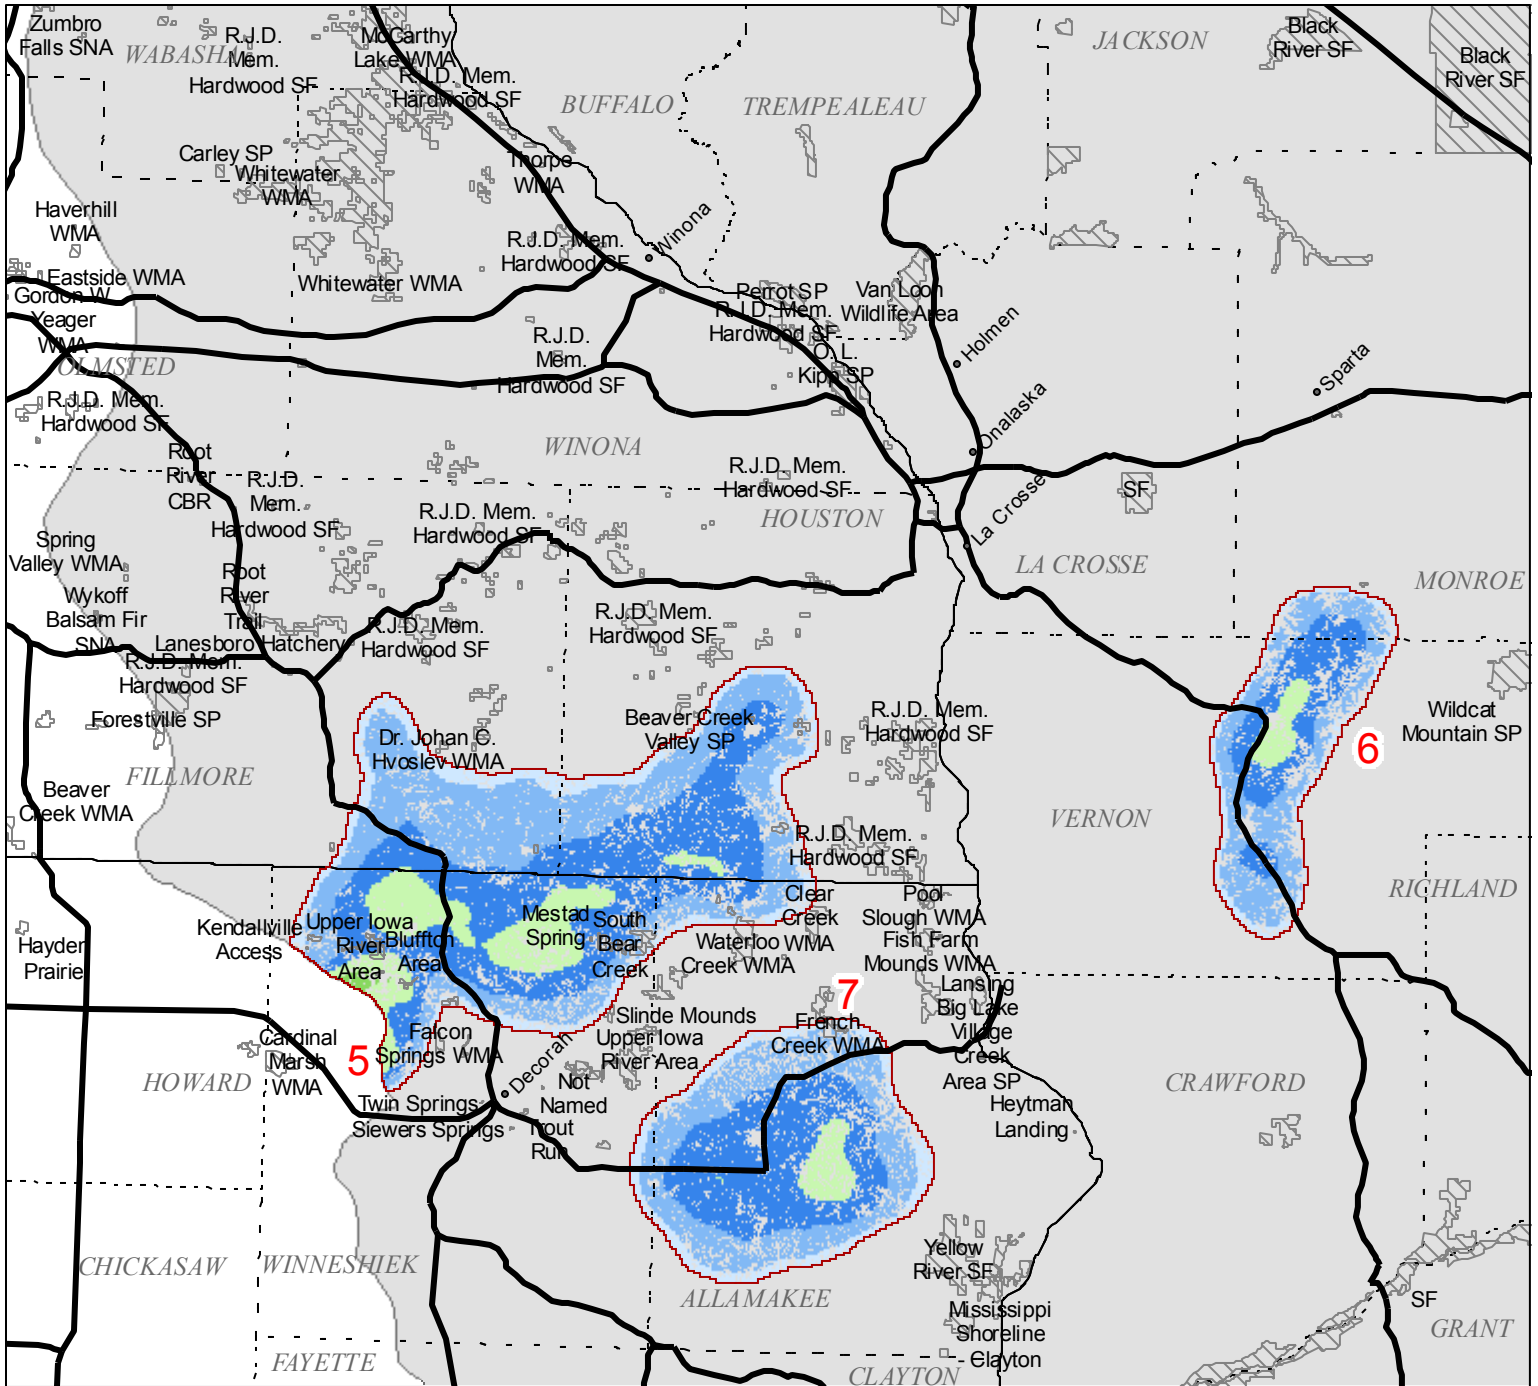 Zumbro
Falls SNA
WABASHA
R.J.D.
Mem.
Hardwood SF
McCarthy
Lake WMA
R.J.D. Mem.
Hardwood SF
BUFFALO
TREMPEALEAU
JACKSON
Black
River SF
Black
River SF
Carley SP
Whitewater
WMA
Thorpe
WMA
Haverhill
WMA
R.J.D. Mem.
Hardwood SF
Winona
Eastside WMA
Gordon W
Yeager
WMA
Whitewater WMA
Perrot SP
R.J.D. Mem.
Hardwood SF
Van Loon
Wildlife Area
Holmen
OLMSTED
R.J.D.
Mem.
Hardwood SF
O. L.
Kipp SP
Sparta
R.J.D. Mem.
Hardwood SF
Onalaska
WINONA
Root
River
CBR
R.J.D.
Mem.
Hardwood SF
R.J.D. Mem.
Hardwood SF
SF
R.J.D. Mem.
Hardwood SF
HOUSTON
La Crosse
Spring
Valley WMA
LA CROSSE
MONROE
Root
River
Trail
Wykoff
Balsam Fir
SNA
Lanesboro Hatchery
R.J.D. Mem.
Hardwood SF
R.J.D. Mem.
Hardwood SF
R.J.D. Mem.
Hardwood SF
Forestville SP
Beaver Creek
Valley SP
R.J.D. Mem.
Hardwood SF
Wildcat
Mountain SP
6
Dr. Johan C.
Hvoslev WMA
FILLMORE
Beaver
Creek WMA
VERNON
R.J.D. Mem.
Hardwood SF
RICHLAND
Clear
Creek
WMA
Pool
Slough WMA
Fish Farm
Mounds WMA
Kendallville
Access
Upper Iowa
River
Area
Bluffton
Area
Mestad
Spring
South
Bear
Creek
Waterloo
Creek WMA
Hayder
Prairie
7
Lansing
Big Lake
Village
Creek
Area SP
French
Creek WMA
Slinde Mounds
Upper Iowa
River Area
Cardinal
Marsh
WMA
5
Falcon
Springs WMA
Decorah
HOWARD
CRAWFORD
Not
Named
Trout
Run
Twin Springs
Siewers Springs
Heytman
Landing
Yellow
River SF
CHICKASAW
WINNESHIEK
ALLAMAKEE
Mississippi
Shoreline
- Clayton
SF
GRANT
FAYETTE
CLAYTON